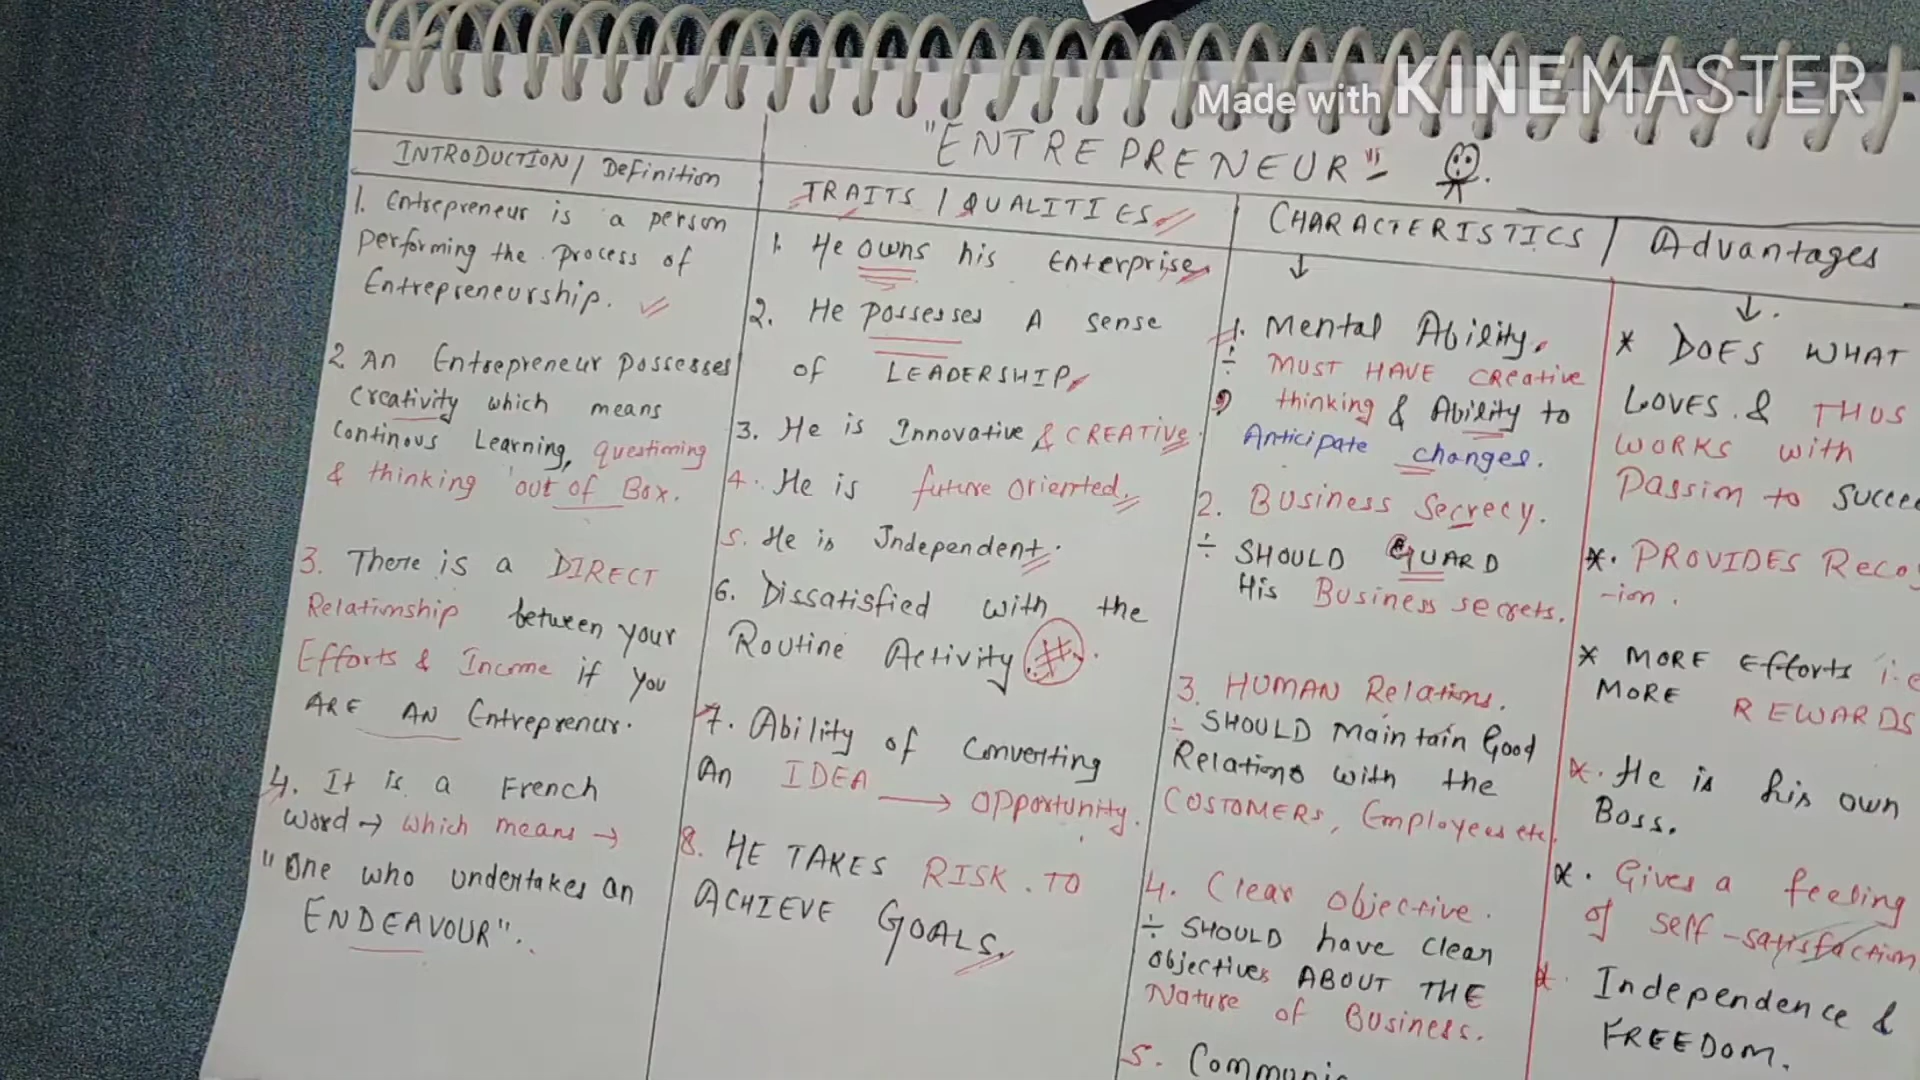 Made with KINEMASTER
"ENTREPRENEUR"
INTRODUCTION / Definition
1. Entrepreneur is a person
performing the process of
Entrepreneurship.
2 An Entrepreneur possesses
Creativity which means
continous Learning, questioning
& thinking 'out of Box.
3. There is a DIRECT
Relationship between your
Efforts & Income if you
ARE AN Entreprenur.
4. It is a French
word → which means →
"One who undertakes an
ENDEAVOUR".
TRAITS / QUALITIES
1. He owns his Enterprise
2. He possesses A sense
of LEADERSHIP
3. He is Innovative & CREATIVE
4. He is future oriented.
5. He is Independent.
6. Dissatisfied with the
Routine Activity #.
7. Ability of Converting
An IDEA → opportunity.
8. HE TAKES RISK. TO
ACHIEVE GOALS.
CHARACTERISTICS /
↓
1. Mental Ability.
÷ MUST HAVE creative
thinking & Ability to
Anticipate changes.
2. Business Secrecy.
÷ SHOULD GUARD
His Business secrets.
3. HUMAN Relations.
÷ SHOULD Maintain Good
Relations with the
CUSTOMERS, Employees etc.
4. Clear objective.
÷ SHOULD have clear
objectives ABOUT THE
Nature of Business.
5.
Advantages
↓.
* DOES WHAT
LOVES. & THUS
WORKS with
Passion to
*. PROVIDES
-ion.
* MORE Efforts i.e
MORE REWARDS
*. He is his own
Boss.
*. Gives a feeling
of self-satisfaction
*. Independence &
FREEDOM.